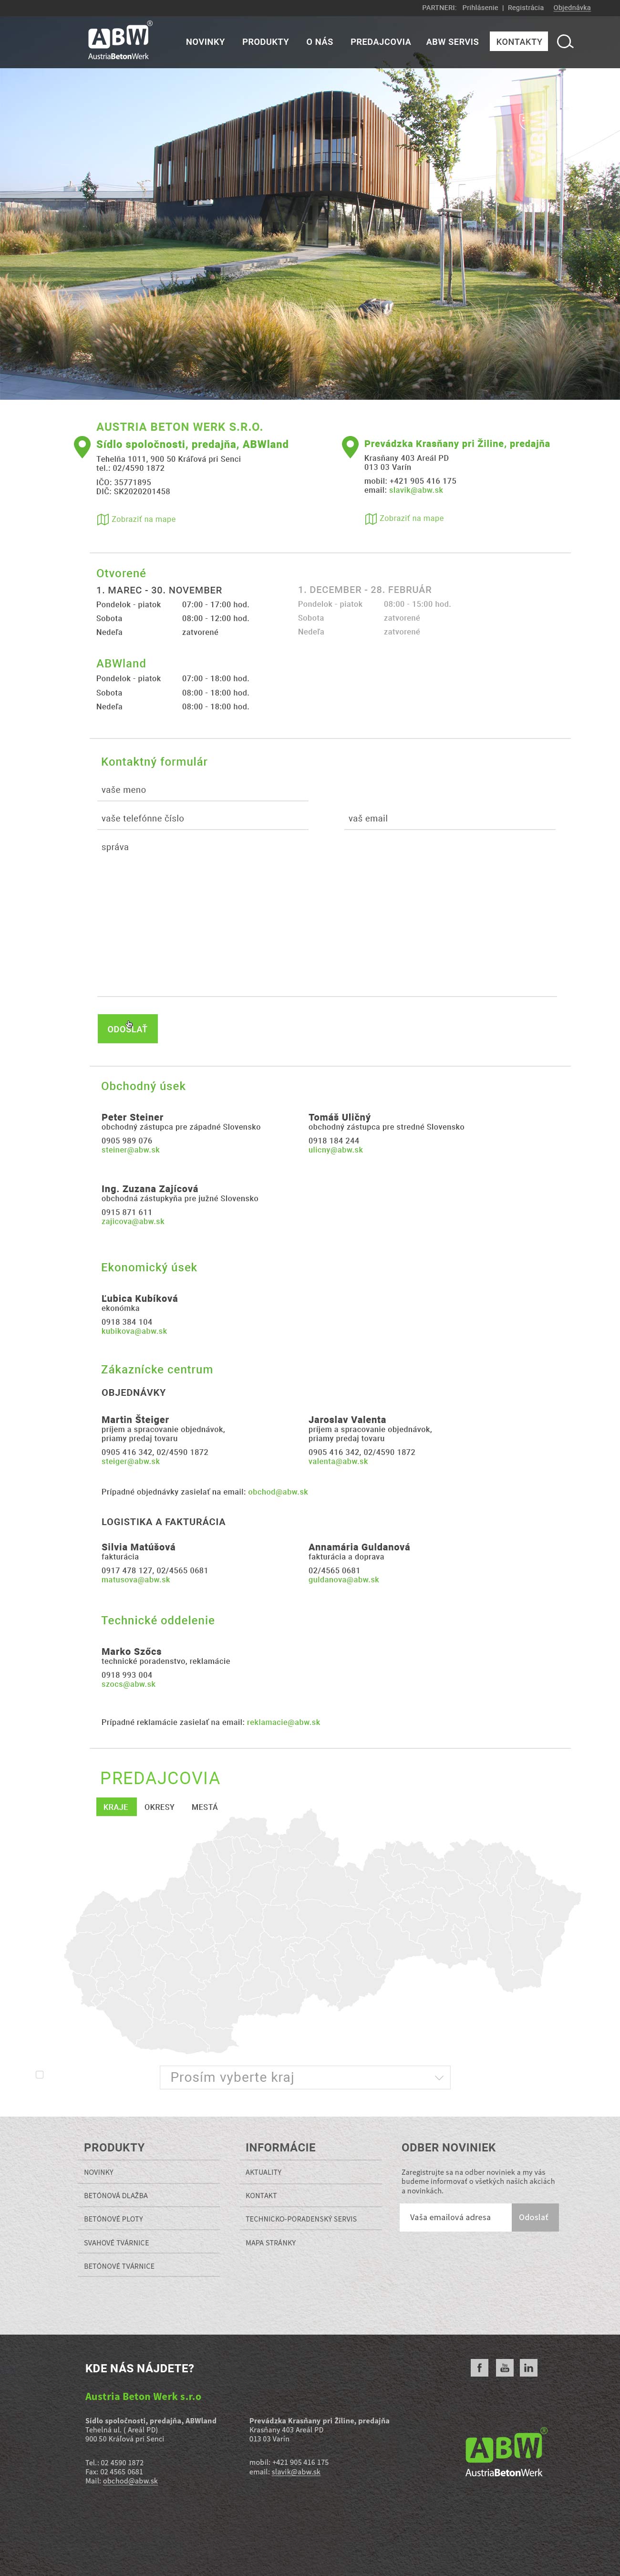 PARTNERI: Prihlásenie | Registrácia Objednávka
ABW®
AustriaBetonWerk
NOVINKY PRODUKTY O NÁS PREDAJCOVIA ABW SERVIS KONTAKTY
AUSTRIA BETON WERK S.R.O.
Sídlo spoločnosti, predajňa, ABWland
Tehelňa 1011, 900 50 Kráľová pri Senci
tel.: 02/4590 1872
IČO: 35771895
DIČ: SK2020201458
Zobraziť na mape
Prevádzka Krasňany pri Žiline, predajňa
Krasňany 403 Areál PD
013 03 Varín
mobil: +421 905 416 175
email: slavik@abw.sk
Zobraziť na mape
Otvorené
1. MAREC - 30. NOVEMBER
Pondelok - piatok 07:00 - 17:00 hod.
Sobota 08:00 - 12:00 hod.
Nedeľa zatvorené
1. DECEMBER - 28. FEBRUÁR
Pondelok - piatok 08:00 - 15:00 hod.
Sobota zatvorené
Nedeľa zatvorené
ABWland
Pondelok - piatok 07:00 - 18:00 hod.
Sobota 08:00 - 18:00 hod.
Nedeľa 08:00 - 18:00 hod.
Kontaktný formulár
vaše meno
vaše telefónne číslo vaš email
správa
ODOSLAŤ
Obchodný úsek
Peter Steiner
obchodný zástupca pre západné Slovensko
0905 989 076
steiner@abw.sk
Tomáš Uličný
obchodný zástupca pre stredné Slovensko
0918 184 244
ulicny@abw.sk
Ing. Zuzana Zajícová
obchodná zástupkyňa pre južné Slovensko
0915 871 611
zajicova@abw.sk
Ekonomický úsek
Ľubica Kubíková
ekonómka
0918 384 104
kubikova@abw.sk
Zákaznícke centrum
OBJEDNÁVKY
Martin Šteiger
príjem a spracovanie objednávok,
priamy predaj tovaru
0905 416 342, 02/4590 1872
steiger@abw.sk
Jaroslav Valenta
príjem a spracovanie objednávok,
priamy predaj tovaru
0905 416 342, 02/4590 1872
valenta@abw.sk
Prípadné objednávky zasielať na email: obchod@abw.sk
LOGISTIKA A FAKTURÁCIA
Silvia Matúšová
fakturácia
0917 478 127, 02/4565 0681
matusova@abw.sk
Annamária Guldanová
fakturácia a doprava
02/4565 0681
guldanova@abw.sk
Technické oddelenie
Marko Szőcs
technické poradenstvo, reklamácie
0918 993 004
szocs@abw.sk
Prípadné reklamácie zasielať na email: reklamacie@abw.sk
PREDAJCOVIA
KRAJE OKRESY MESTÁ
Prosím vyberte kraj
PRODUKTY
NOVINKY
BETÓNOVÁ DLAŽBA
BETÓNOVÉ PLOTY
SVAHOVÉ TVÁRNICE
BETÓNOVÉ TVÁRNICE
INFORMÁCIE
AKTUALITY
KONTAKT
TECHNICKO-PORADENSKÝ SERVIS
MAPA STRÁNKY
ODBER NOVINIEK
Zaregistrujte sa na odber noviniek a my vás
budeme informovať o všetkých našich akciách
a novinkách.
Vaša emailová adresa Odoslať
KDE NÁS NÁJDETE?
f You Tube in
Austria Beton Werk s.r.o
Sídlo spoločnosti, predajňa, ABWland
Tehelná ul. ( Areál PD)
900 50 Kráľová pri Senci
Tel.: 02 4590 1872
Fax: 02 4565 0681
Mail: obchod@abw.sk
Prevádzka Krasňany pri Žiline, predajňa
Krasňany 403 Areál PD
013 03 Varín
mobil: +421 905 416 175
email: slavik@abw.sk
ABW®
AustriaBetonWerk